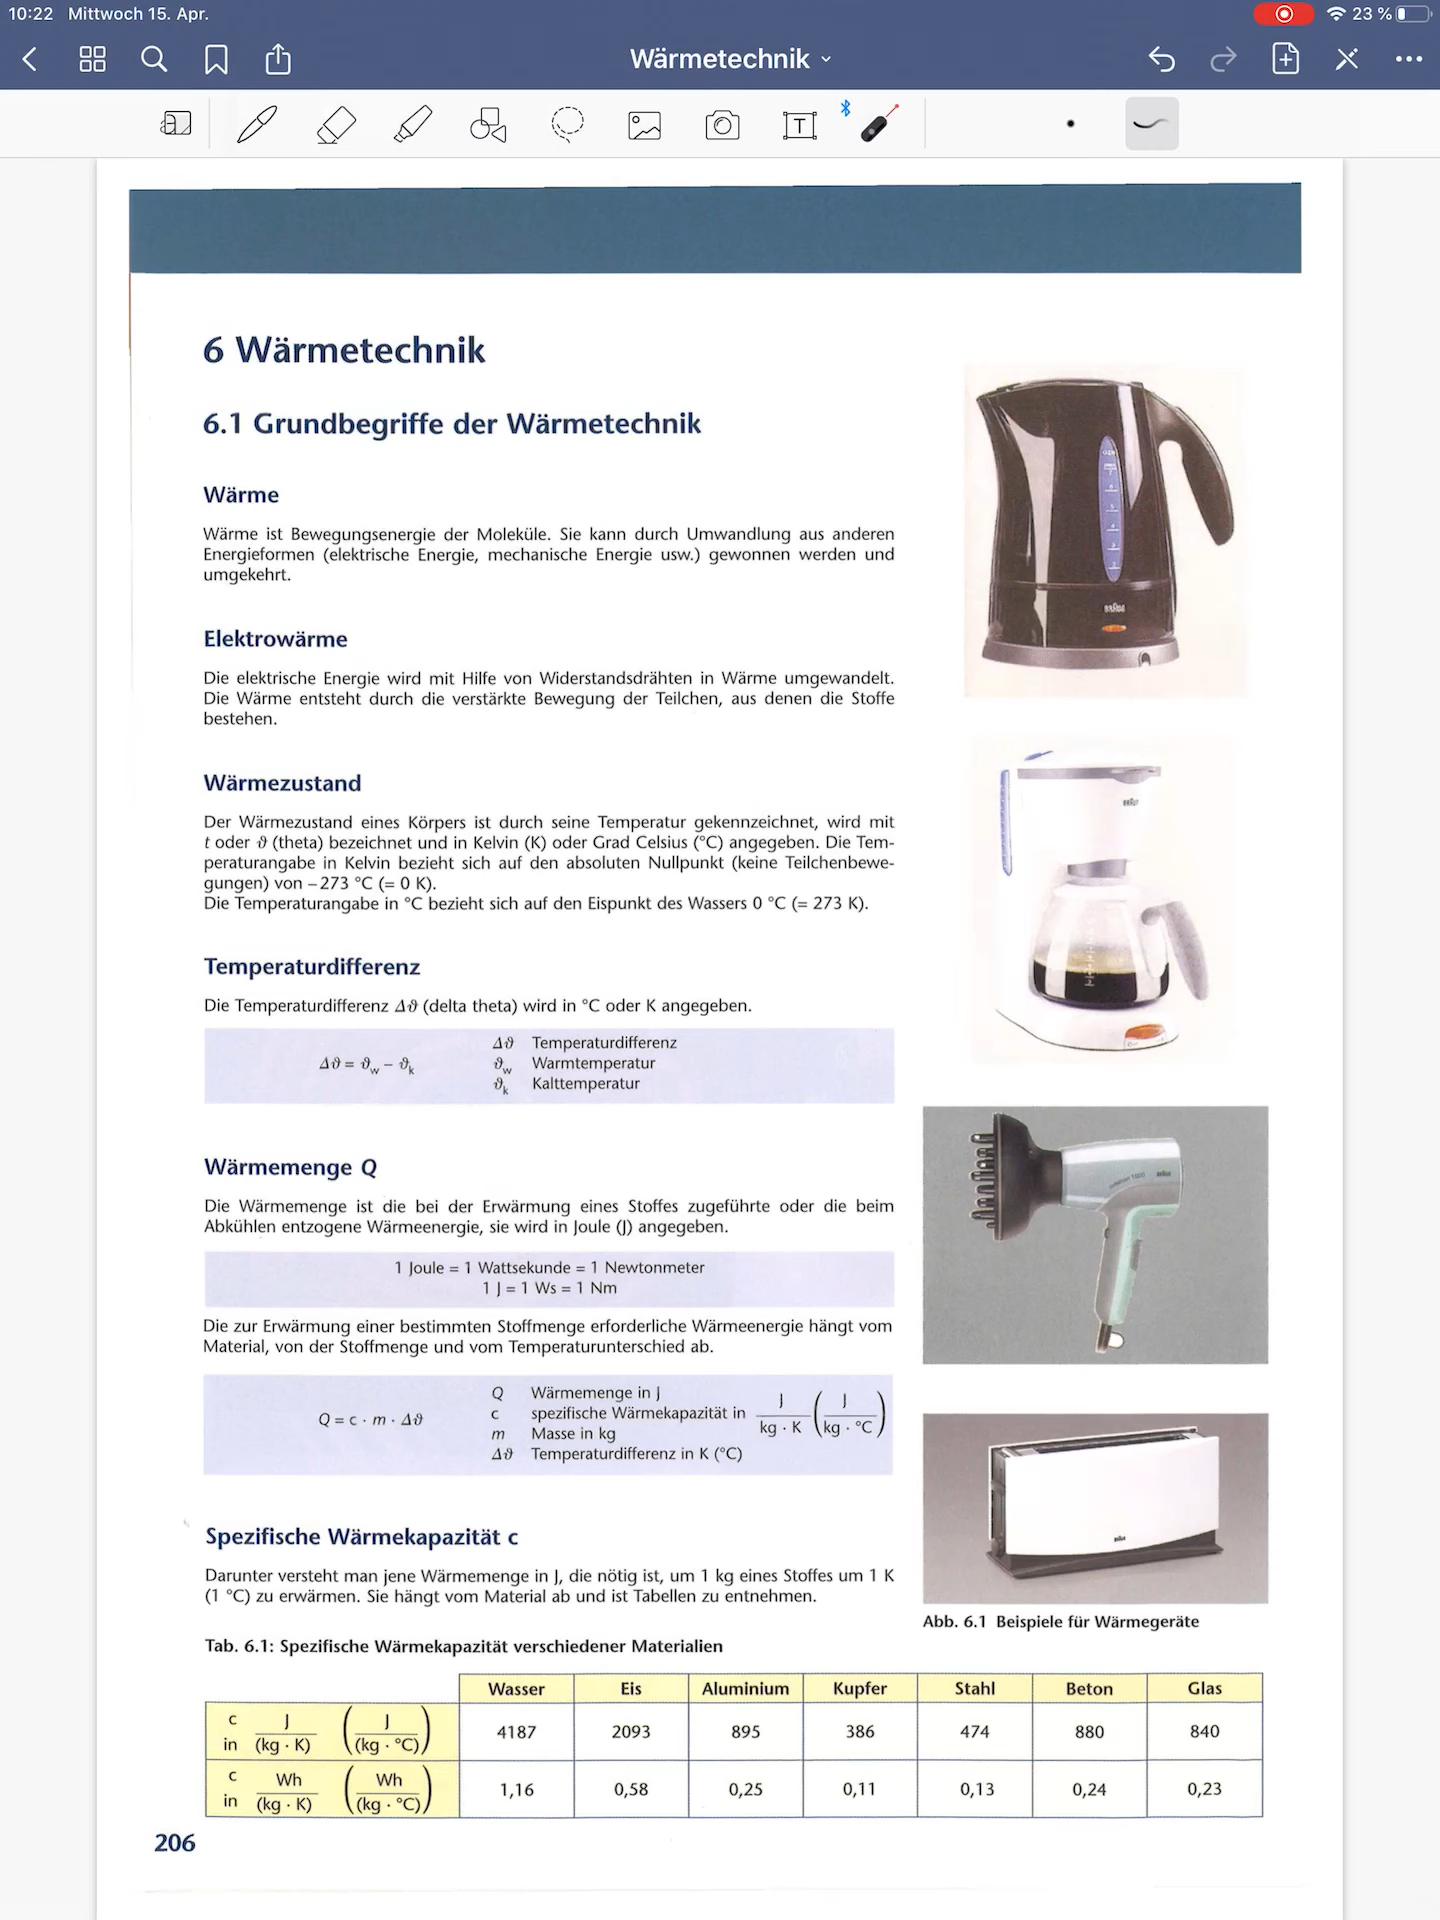 10:22 Mittwoch 15. Apr.
23 %
Wärmetechnik
6 Wärmetechnik
6.1 Grundbegriffe der Wärmetechnik
Wärme
Wärme ist Bewegungsenergie der Moleküle. Sie kann durch Umwandlung aus anderen
Energieformen (elektrische Energie, mechanische Energie usw.) gewonnen werden und
umgekehrt.
Elektrowärme
Die elektrische Energie wird mit Hilfe von Widerstandsdrähten in Wärme umgewandelt.
Die Wärme entsteht durch die verstärkte Bewegung der Teilchen, aus denen die Stoffe
bestehen.
Wärmezustand
Der Wärmezustand eines Körpers ist durch seine Temperatur gekennzeichnet, wird mit
t oder ϑ (theta) bezeichnet und in Kelvin (K) oder Grad Celsius (°C) angegeben. Die Tem-
peraturangabe in Kelvin bezieht sich auf den absoluten Nullpunkt (keine Teilchenbewe-
gungen) von –273 °C (= 0 K).
Die Temperaturangabe in °C bezieht sich auf den Eispunkt des Wassers 0 °C (= 273 K).
Temperaturdifferenz
Die Temperaturdifferenz Δϑ (delta theta) wird in °C oder K angegeben.
Δϑ = ϑw – ϑk
Δϑ Temperaturdifferenz
ϑw Warmtemperatur
ϑk Kalttemperatur
Wärmemenge Q
Die Wärmemenge ist die bei der Erwärmung eines Stoffes zugeführte oder die beim
Abkühlen entzogene Wärmeenergie, sie wird in Joule (J) angegeben.
1 Joule = 1 Wattsekunde = 1 Newtonmeter
1 J = 1 Ws = 1 Nm
Die zur Erwärmung einer bestimmten Stoffmenge erforderliche Wärmeenergie hängt vom
Material, von der Stoffmenge und vom Temperaturunterschied ab.
Q = c · m · Δϑ
Q Wärmemenge in J
c spezifische Wärmekapazität in J / kg · K (J / kg · °C)
m Masse in kg
Δϑ Temperaturdifferenz in K (°C)
Spezifische Wärmekapazität c
Darunter versteht man jene Wärmemenge in J, die nötig ist, um 1 kg eines Stoffes um 1 K
(1 °C) zu erwärmen. Sie hängt vom Material ab und ist Tabellen zu entnehmen.
BRAUN
BRAUN
BRAUN
BRAUN
Abb. 6.1 Beispiele für Wärmegeräte
Tab. 6.1: Spezifische Wärmekapazität verschiedener Materialien
Wasser Eis Aluminium Kupfer Stahl Beton Glas
c in J / (kg · K) (J / (kg · °C)) 4187 2093 895 386 474 880 840
c in Wh / (kg · K) (Wh / (kg · °C)) 1,16 0,58 0,25 0,11 0,13 0,24 0,23
206